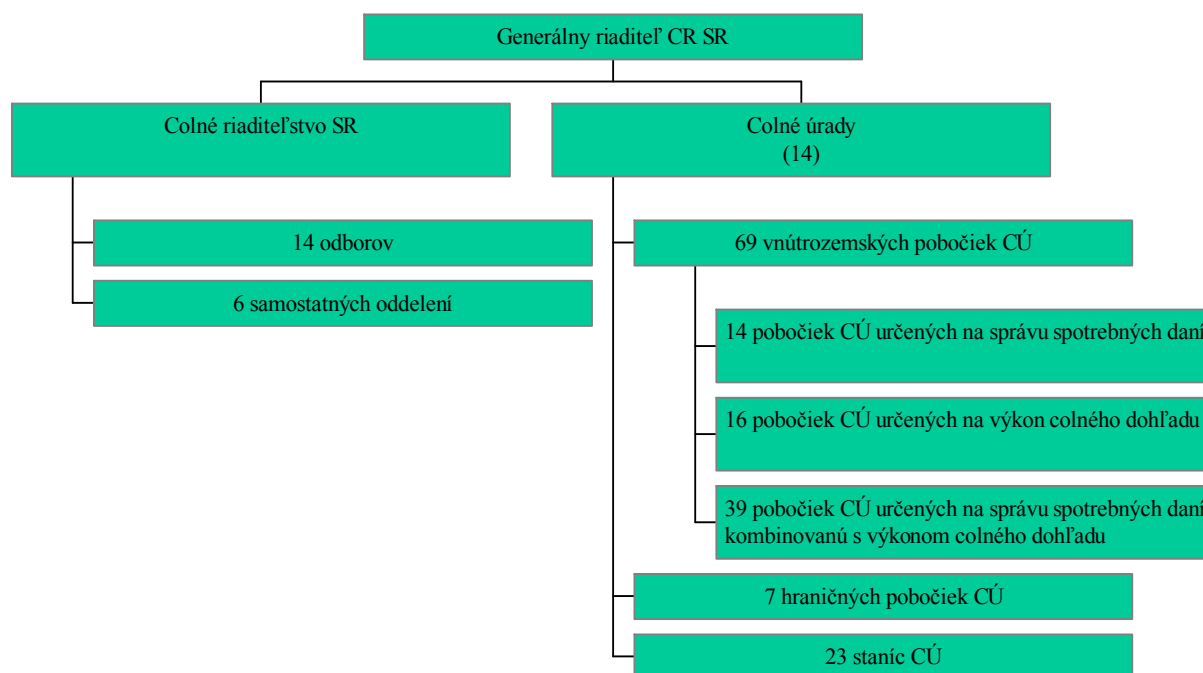 Generálny riaditeľ CR SR
Colné riaditeľstvo SR
14 odborov
6 samostatných oddelení
Colné úrady
(14)
69 vnútrozemských pobočiek CÚ
14 pobočiek CÚ určených na správu spotrebných daní
16 pobočiek CÚ určených na výkon colného dohľadu
39 pobočiek CÚ určených na správu spotrebných daní
kombinovanú s výkonom colného dohľadu
7 hraničných pobočiek CÚ
23 staníc CÚ